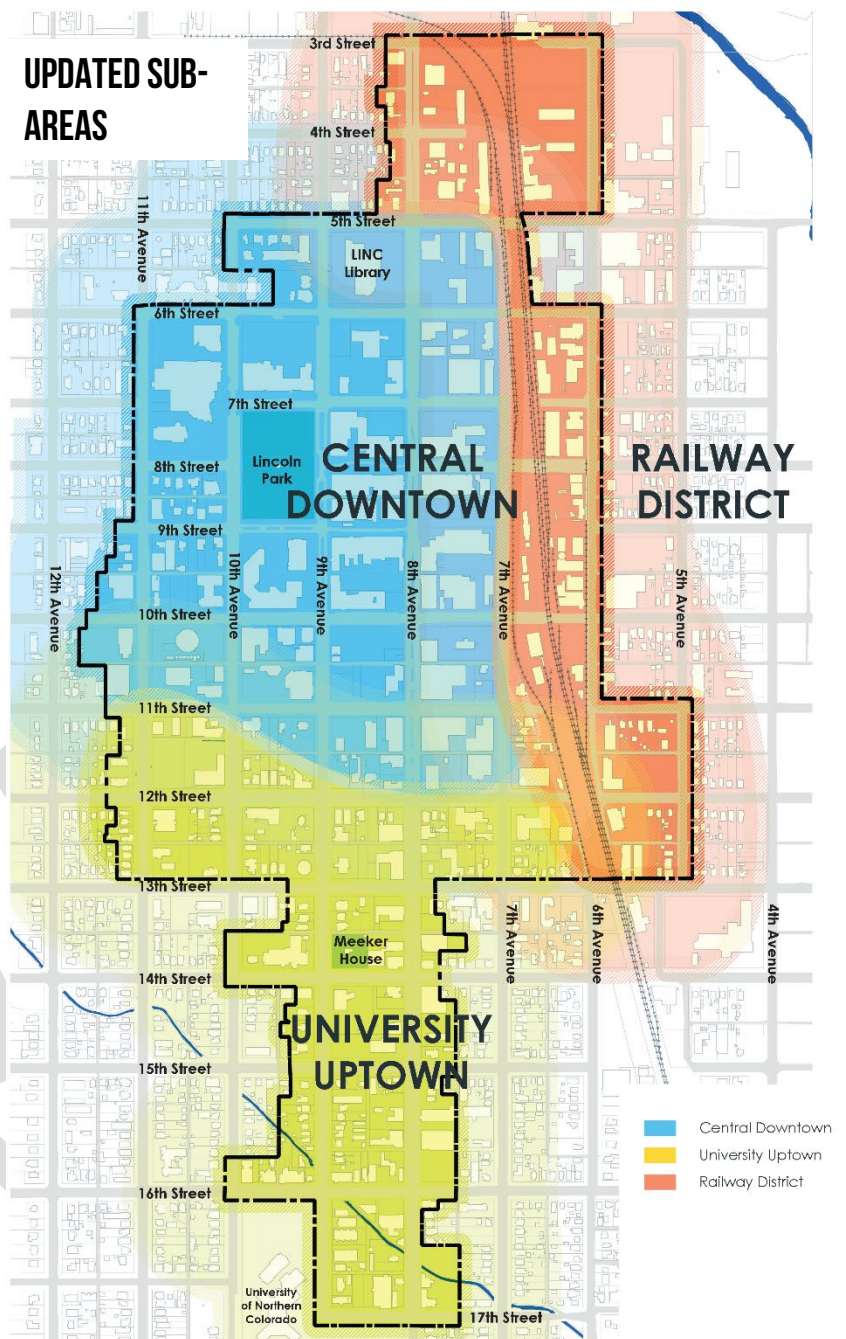 UPDATED SUB-
AREAS
3rd Street
4th Street
11th Avenue
5th Street
LINC
Library
6th Street
7th Street
8th Street
Lincoln
Park
CENTRAL
DOWNTOWN
RAILWAY
DISTRICT
9th Street
12th Avenue
10th Avenue
9th Avenue
8th Avenue
7th Avenue
5th Avenue
10th Street
11th Street
12th Street
13th Street
7th Avenue
6th Avenue
4th Avenue
Meeker
House
14th Street
UNIVERSITY
UPTOWN
15th Street
Central Downtown
University Uptown
Railway District
16th Street
University
of Northern
Colorado
17th Street